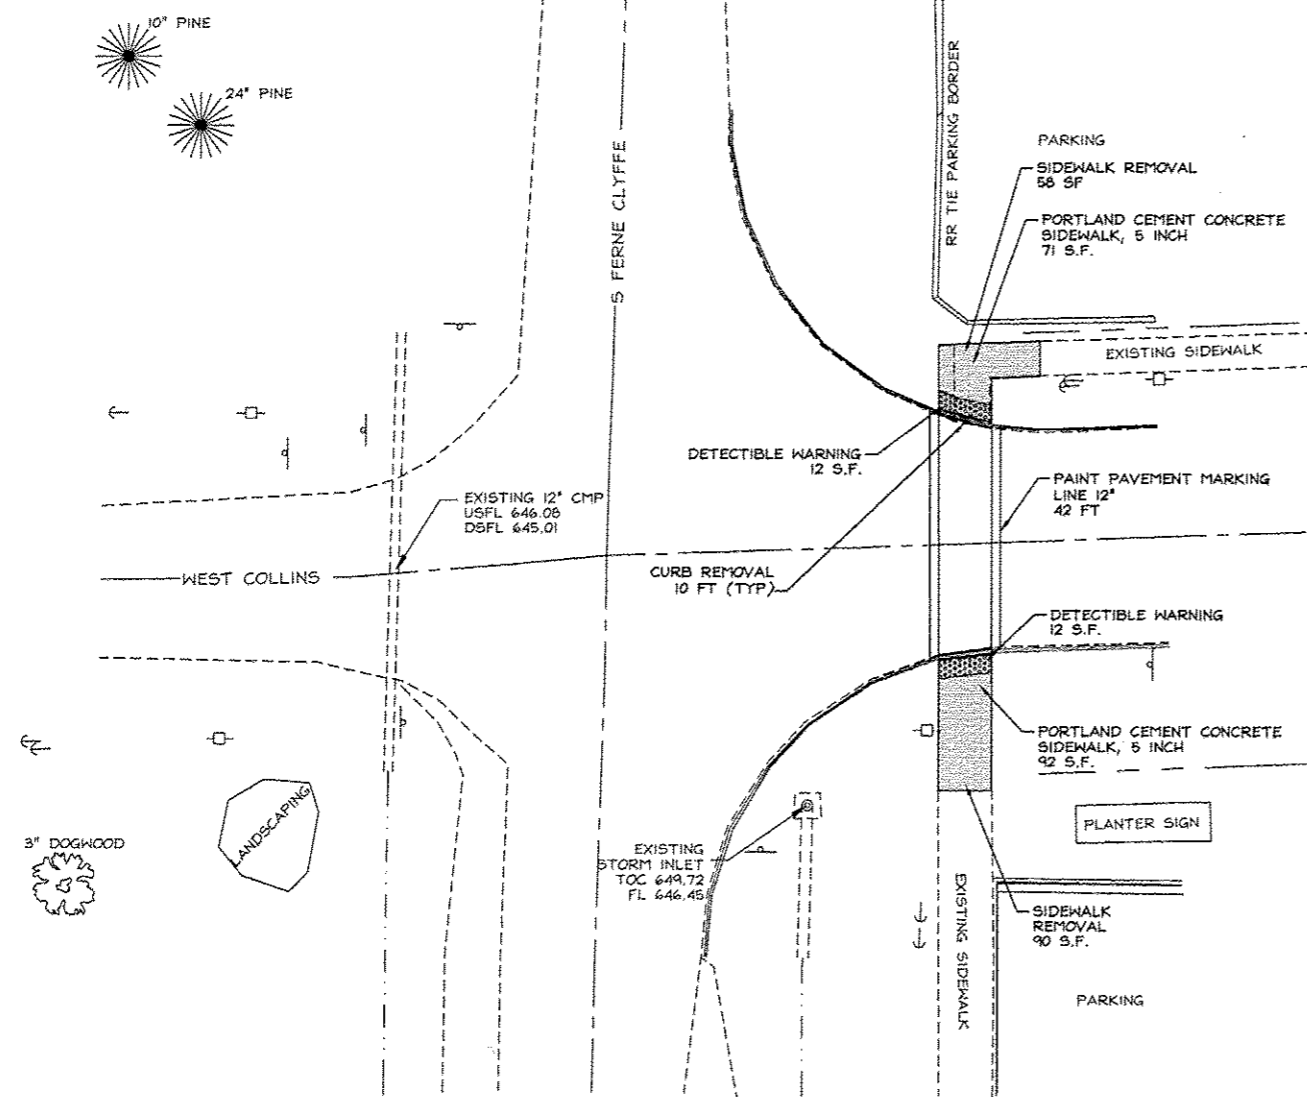 10" PINE
24" PINE
S FERNE CLYFFE
RR TIE PARKING BORDER
PARKING
SIDEWALK REMOVAL
58 SF
PORTLAND CEMENT CONCRETE
SIDEWALK, 5 INCH
71 S.F.
EXISTING SIDEWALK
DETECTIBLE WARNING
12 S.F.
EXISTING 12" CMP
USFL 646.08
DSFL 645.01
PAINT PAVEMENT MARKING
LINE 12"
42 FT
WEST COLLINS
CURB REMOVAL
10 FT (TYP)
DETECTIBLE WARNING
12 S.F.
PORTLAND CEMENT CONCRETE
SIDEWALK, 5 INCH
92 S.F.
LANDSCAPING
3" DOGWOOD
PLANTER SIGN
EXISTING
STORM INLET
TOC 649.72
FL 646.45
EXISTING SIDEWALK
SIDEWALK
REMOVAL
90 S.F.
PARKING